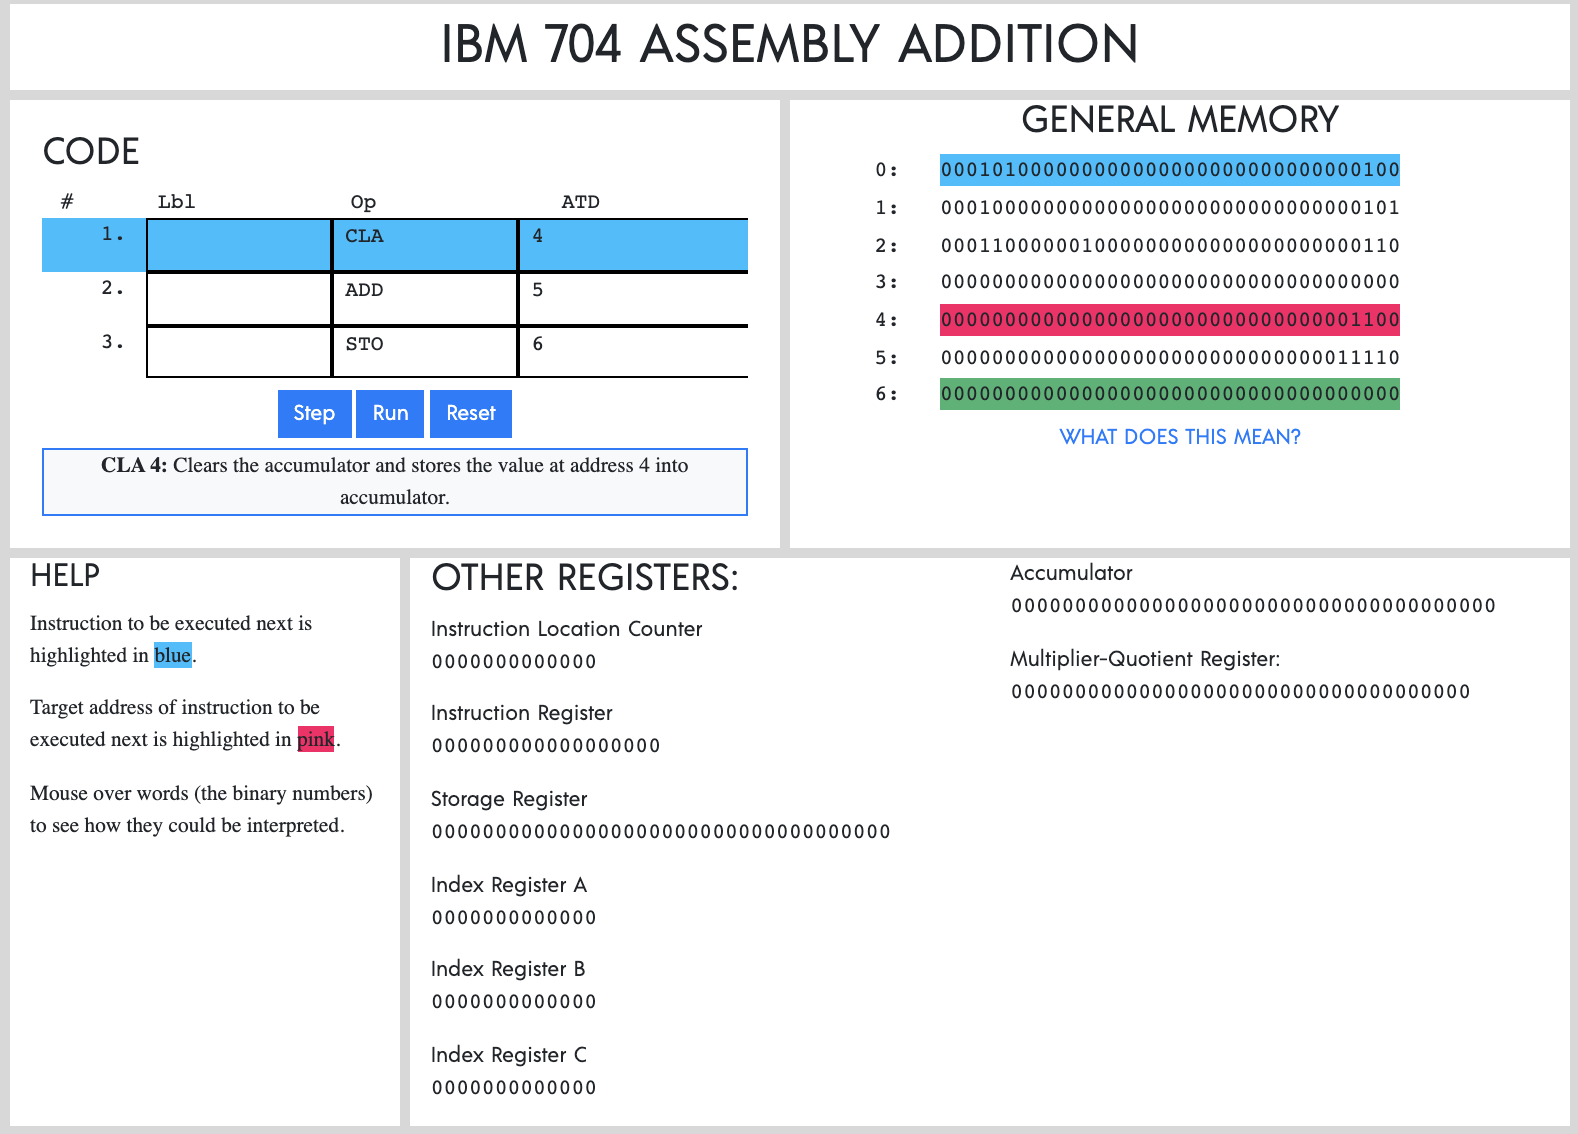 IBM 704 ASSEMBLY ADDITION
CODE
# Lbl Op ATD
1. CLA 4
2. ADD 5
3. STO 6
Step Run Reset
CLA 4: Clears the accumulator and stores the value at address 4 into
accumulator.
GENERAL MEMORY
0: 000101000000000000000000000000000100
1: 000100000000000000000000000000000101
2: 000110000001000000000000000000000110
3: 000000000000000000000000000000000000
4: 000000000000000000000000000000001100
5: 000000000000000000000000000000011110
6: 000000000000000000000000000000000000
WHAT DOES THIS MEAN?
HELP
Instruction to be executed next is
highlighted in blue.
Target address of instruction to be
executed next is highlighted in pink.
Mouse over words (the binary numbers)
to see how they could be interpreted.
OTHER REGISTERS:
Instruction Location Counter
0000000000000
Instruction Register
000000000000000000
Storage Register
000000000000000000000000000000000000
Index Register A
0000000000000
Index Register B
0000000000000
Index Register C
0000000000000
Accumulator
00000000000000000000000000000000000000
Multiplier-Quotient Register:
000000000000000000000000000000000000